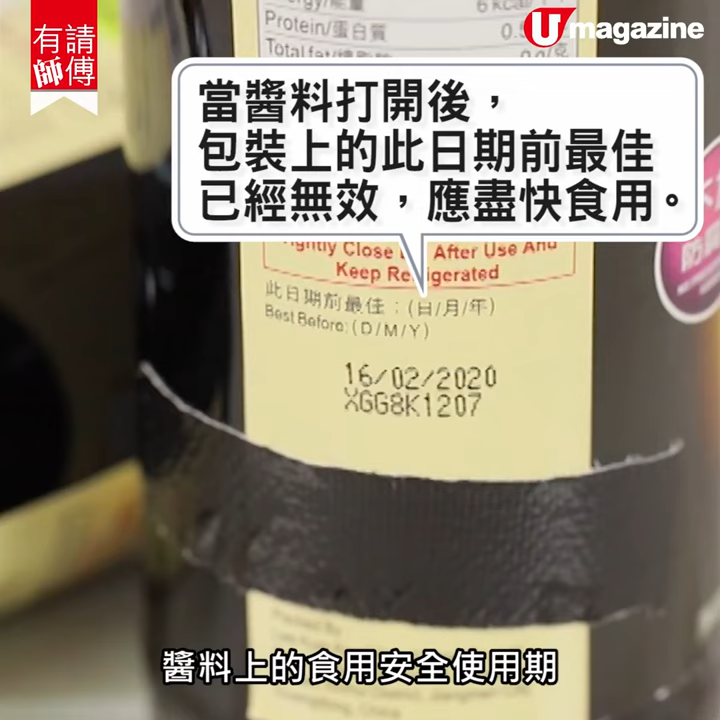 有請
師傅
U magazine
6 kcal
Protein/蛋白質
當醬料打開後，
包裝上的此日期前最佳
已經無效，應盡快食用。
After Use And
Keep Refrigerated
此日期前最佳：(日/月/年)
Best Before:(D/M/Y)
16/02/2020
XGG8K1207
醬料上的食用安全使用期